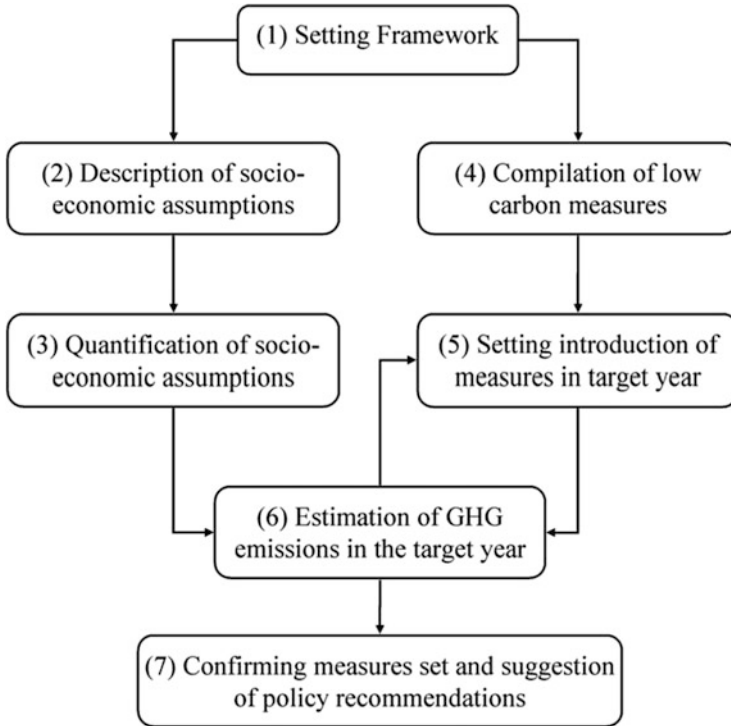 (1) Setting Framework
(2) Description of socio-
economic assumptions
(4) Compilation of low
carbon measures
(3) Quantification of socio-
economic assumptions
(5) Setting introduction of
measures in target year
(6) Estimation of GHG
emissions in the target year
(7) Confirming measures set and suggestion
of policy recommendations